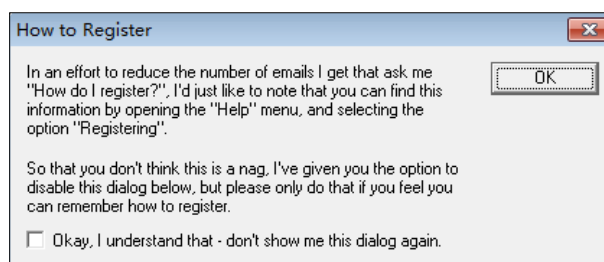 How to Register
In an effort to reduce the number of emails I get that ask me
"How do I register?", I'd just like to note that you can find this
information by opening the "Help" menu, and selecting the
option "Registering".
OK
So that you don't think this is a nag, I've given you the option to
disable this dialog below, but please only do that if you feel you
can remember how to register.
Okay, I understand that - don't show me this dialog again.